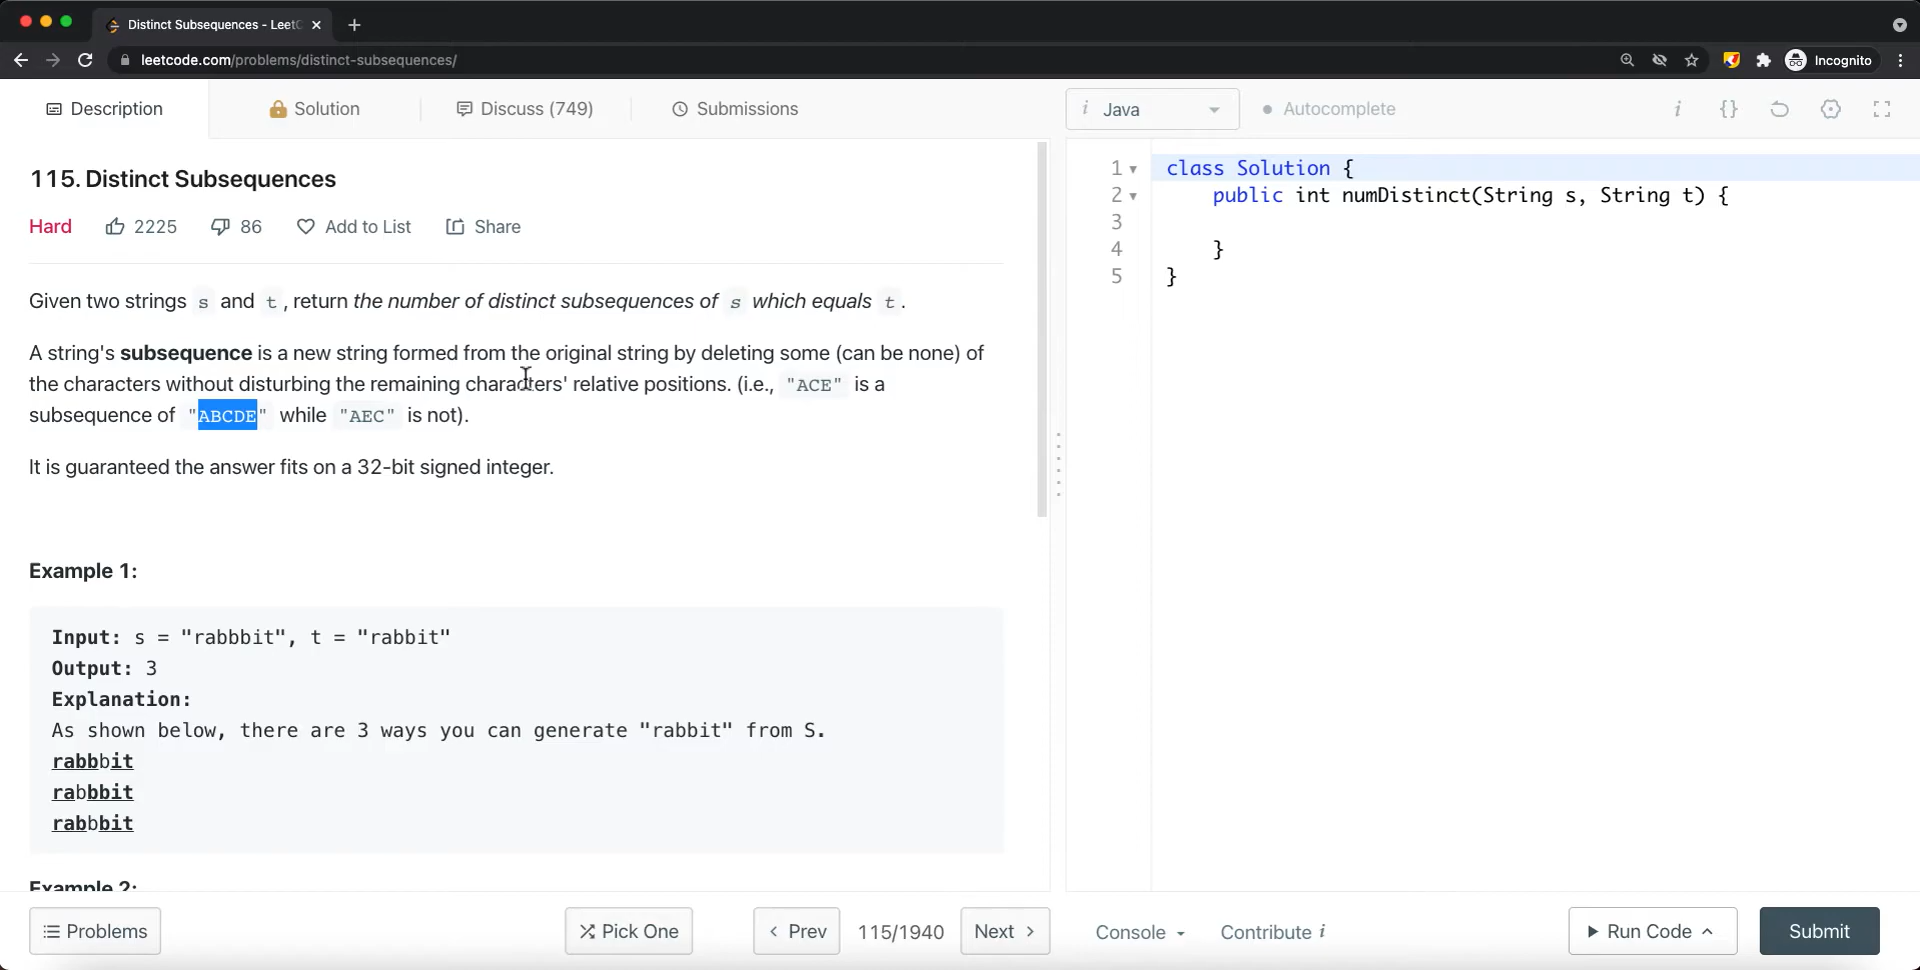 Distinct Subsequences - LeetC
leetcode.com/problems/distinct-subsequences/
Incognito
Description
Solution
Discuss (749)
Submissions
i Java
Autocomplete
i {}
115. Distinct Subsequences
Hard 2225 86 Add to List Share
Given two strings s and t, return the number of distinct subsequences of s which equals t.
A string's subsequence is a new string formed from the original string by deleting some (can be none) of
the characters without disturbing the remaining characters' relative positions. (i.e., "ACE" is a
subsequence of "ABCDE" while "AEC" is not).
It is guaranteed the answer fits on a 32-bit signed integer.
Example 1:
Input: s = "rabbbit", t = "rabbit"
Output: 3
Explanation:
As shown below, there are 3 ways you can generate "rabbit" from S.
rabbbit
rabbbit
rabbbit
Example 2:
1 class Solution {
2 public int numDistinct(String s, String t) {
3
4 }
5 }
Problems
Pick One
< Prev
115/1940
Next >
Console
Contribute i
Run Code
Submit